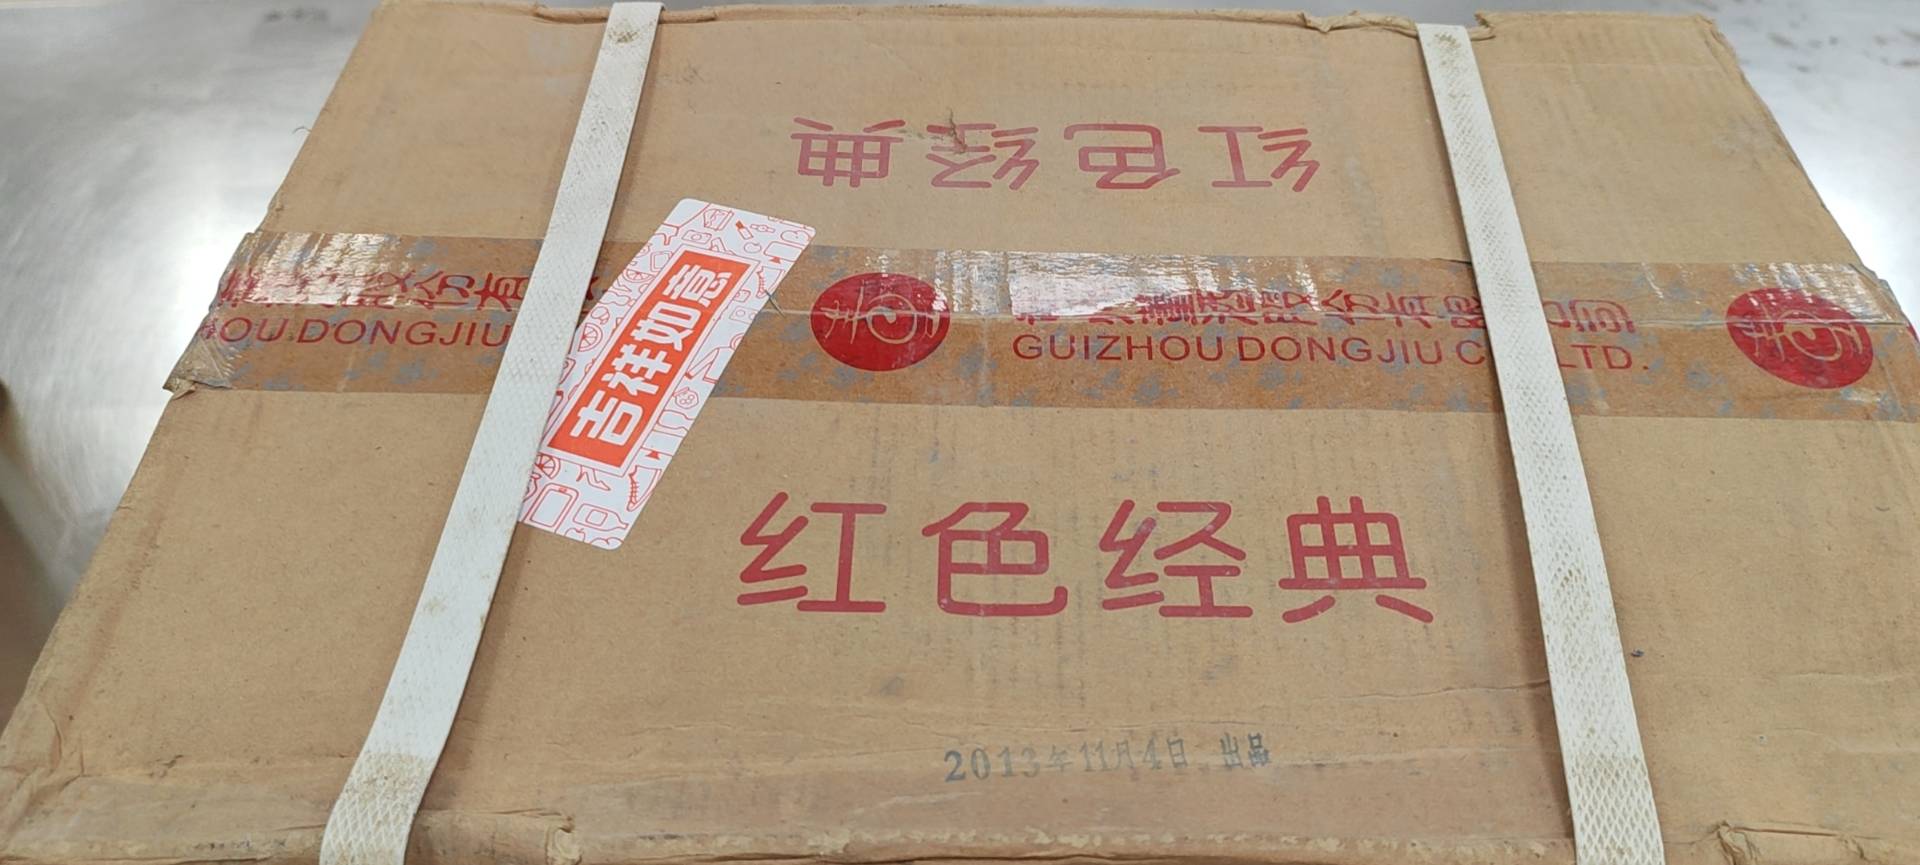 红色经典
OU DONGJIU
GUIZHOU DONGJIU C LTD.
吉祥如意
红色经典
2013年11月4日 出品